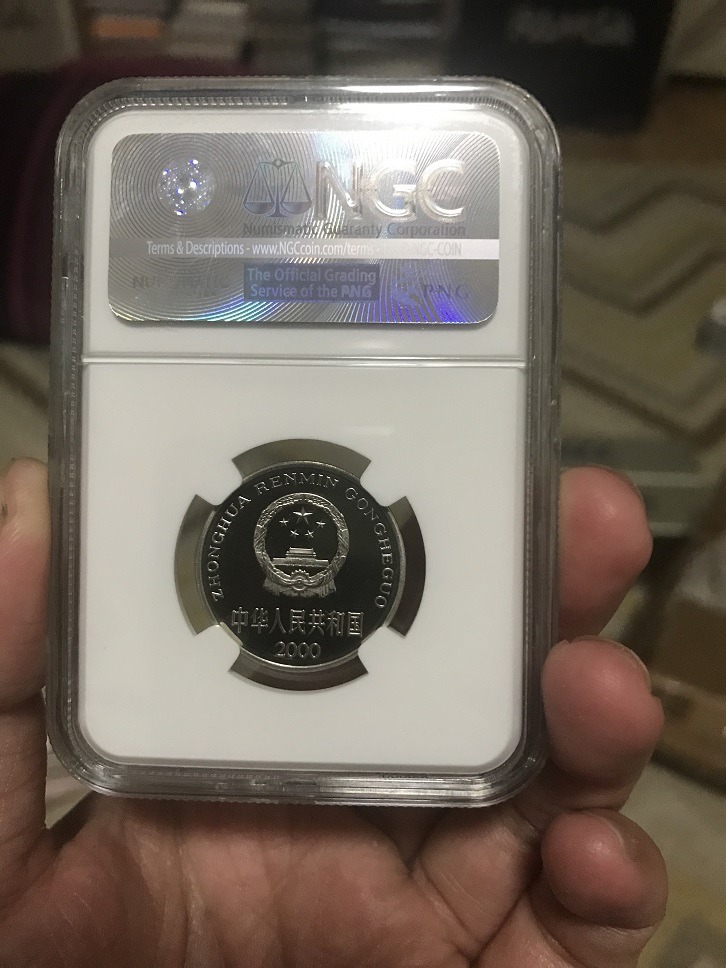 NGC
Numismatic Guaranty Corporation
Terms & Descriptions - www.NGCcoin.com/terms - NGC-COIN
The Official Grading
Service of the PNG
PNG
ZHONGHUA RENMIN GONGHEGUO
中华人民共和国
2000